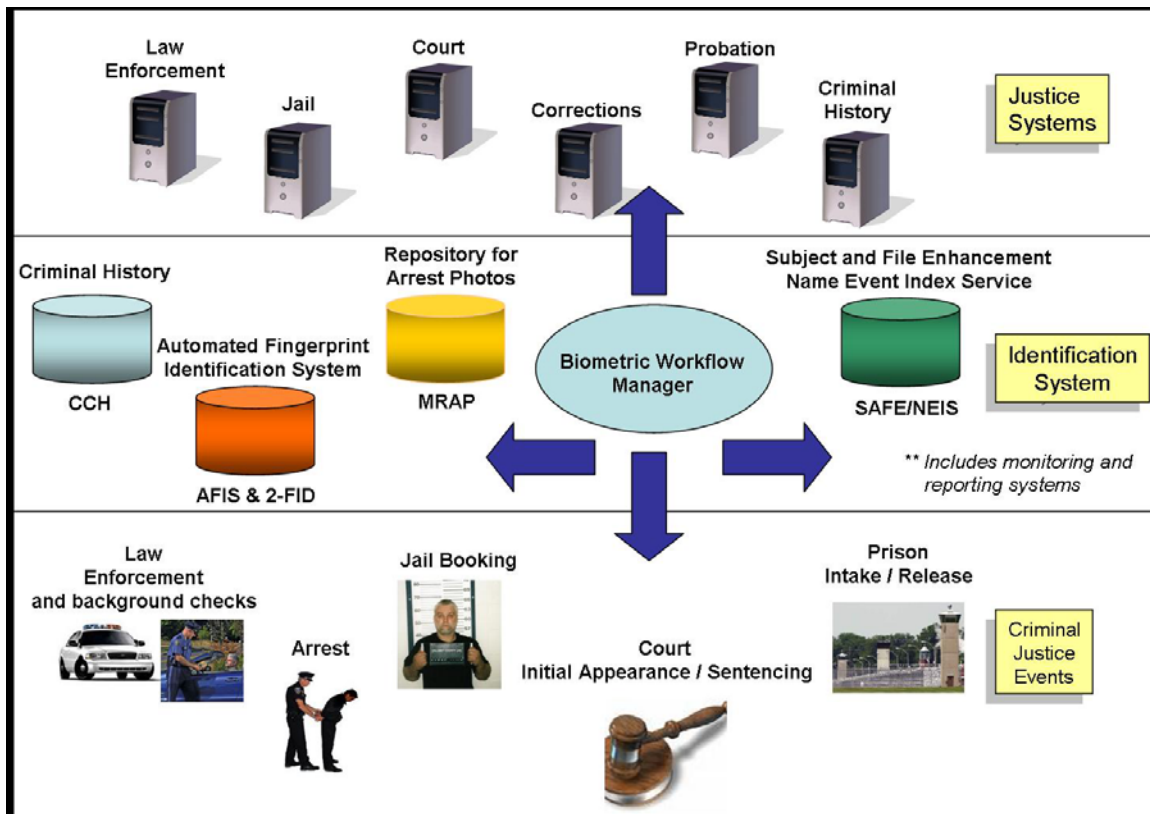 Law
Enforcement
Court
Probation
Jail
Corrections
Criminal
History
Justice
Systems
Criminal History
Repository for
Arrest Photos
Subject and File Enhancement
Name Event Index Service
Automated Fingerprint
Identification System
Biometric Workflow
Manager
Identification
System
CCH
MRAP
SAFE/NEIS
AFIS & 2-FID
** Includes monitoring and
reporting systems
Law
Enforcement
and background checks
Jail Booking
Prison
Intake / Release
Arrest
Court
Initial Appearance / Sentencing
Criminal
Justice
Events